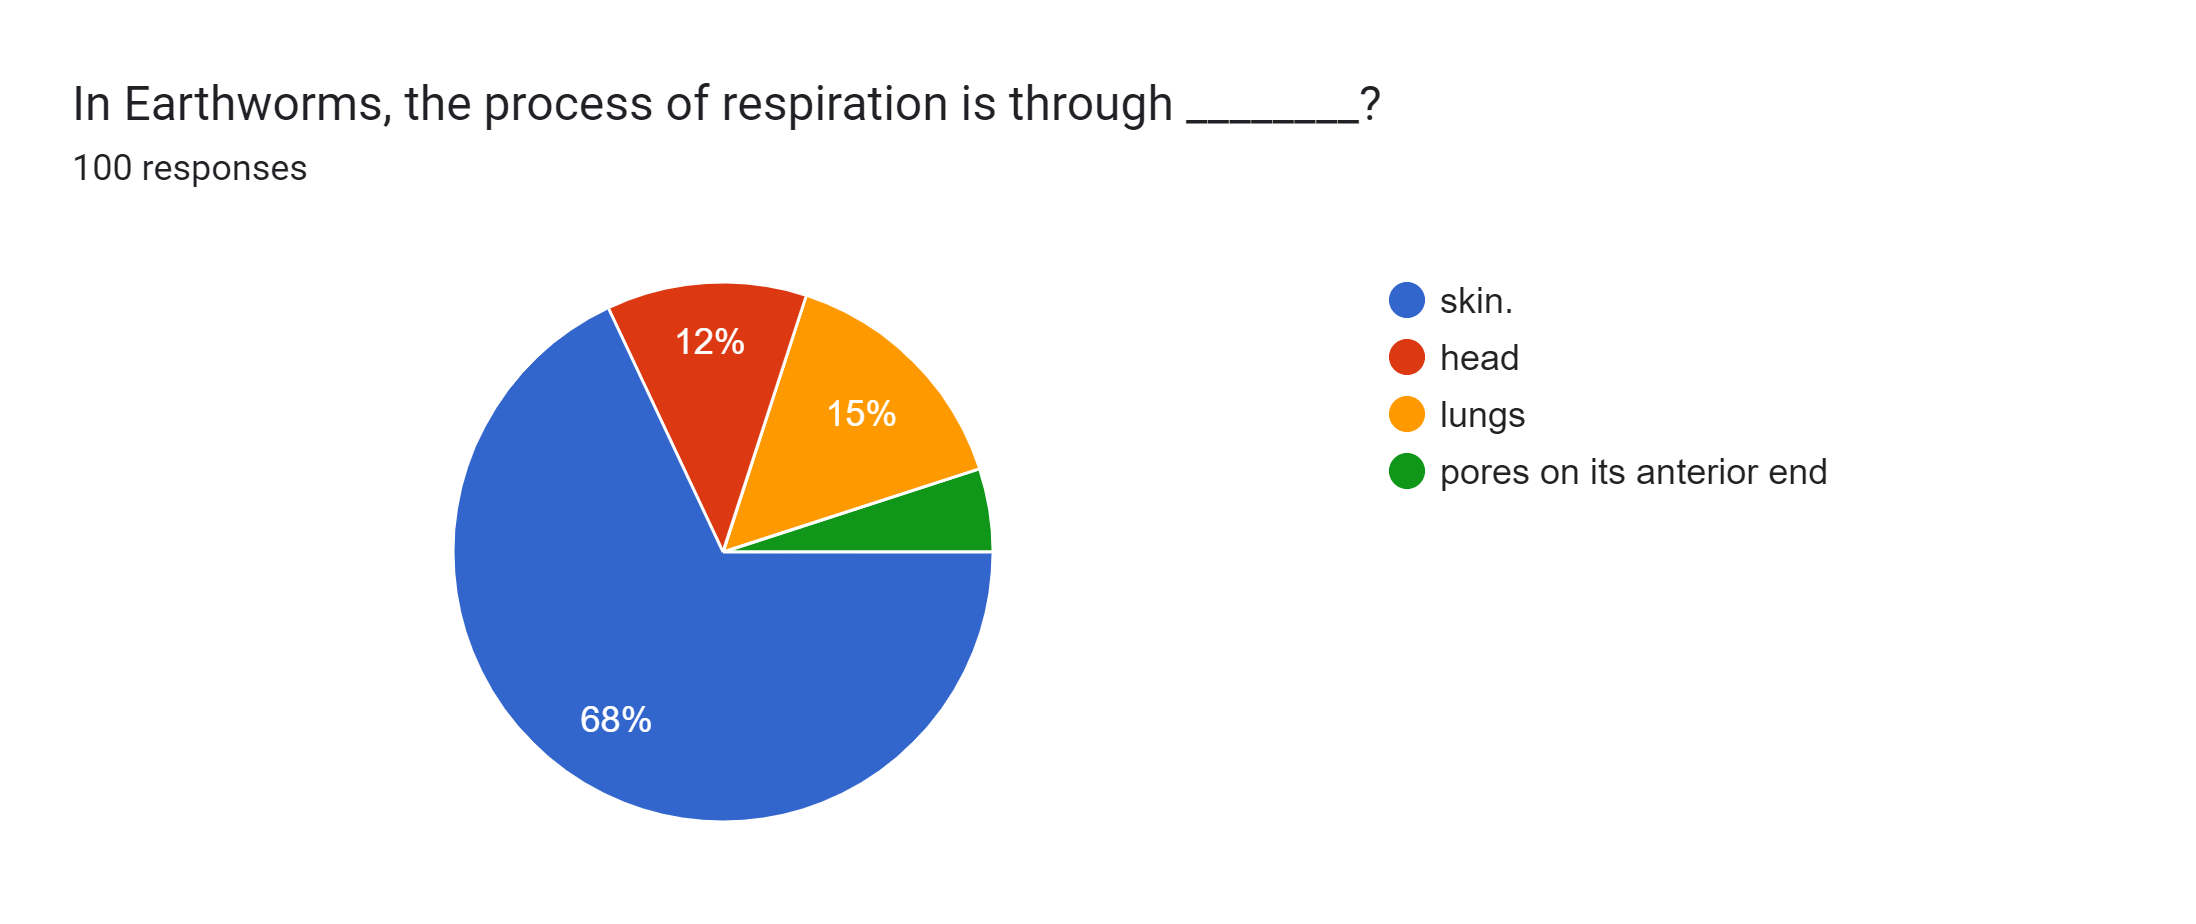 In Earthworms, the process of respiration is through ________?
100 responses
12%
15%
68%
skin.
head
lungs
pores on its anterior end